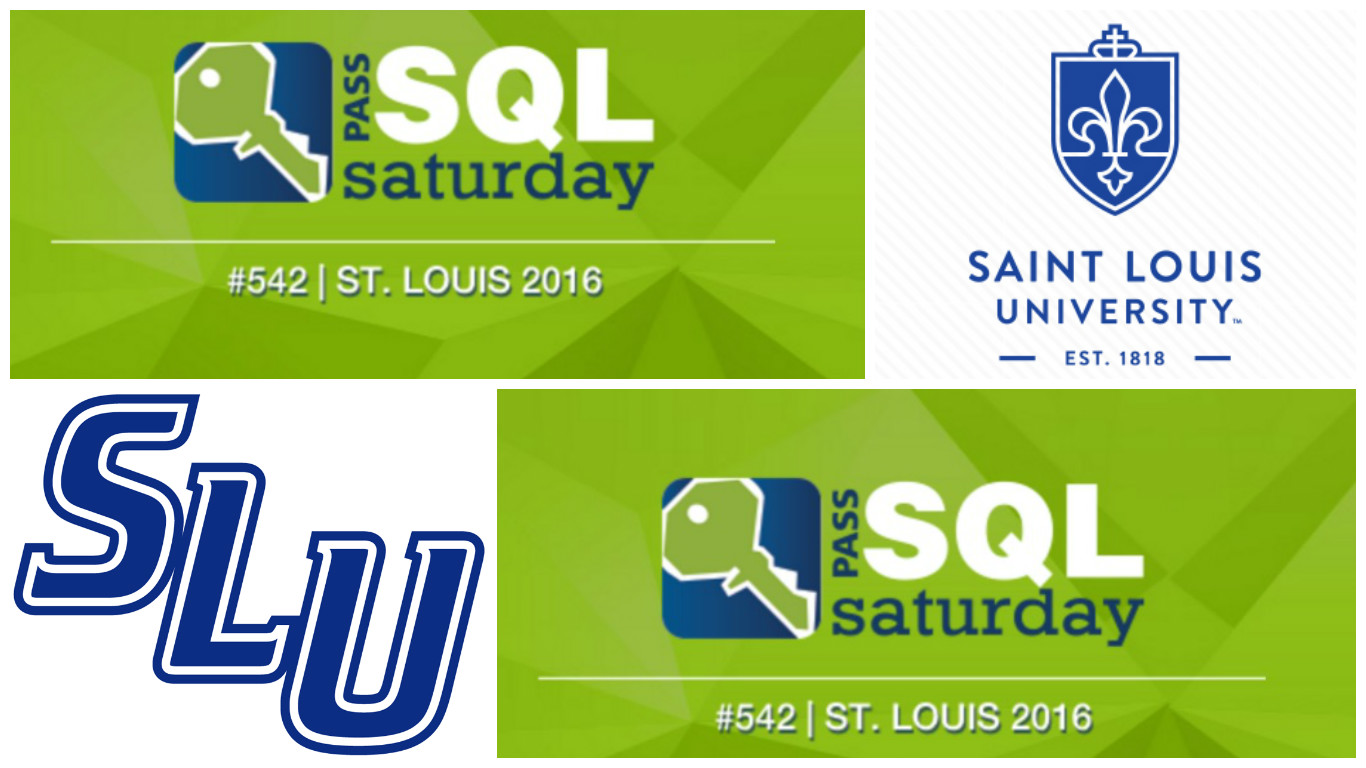 PASS SQL
saturday
#542 | ST. LOUIS 2016
SAINT LOUIS
UNIVERSITY™
EST. 1818
SLU
PASS SQL
saturday
#542 | ST. LOUIS 2016